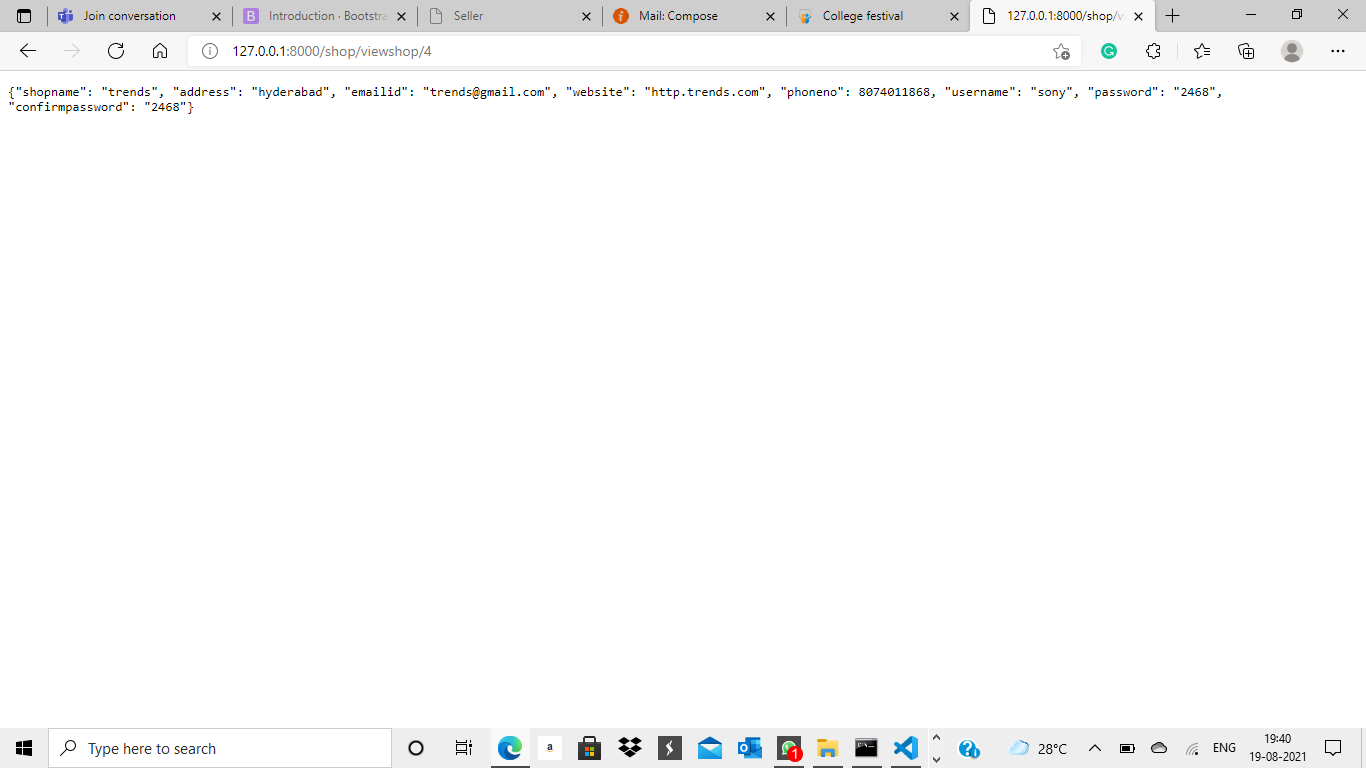 Join conversation
Introduction · Bootstra
Seller
Mail: Compose
College festival
127.0.0.1:8000/shop/v
127.0.0.1:8000/shop/viewshop/4
{"shopname": "trends", "address": "hyderabad", "emailid": "trends@gmail.com", "website": "http.trends.com", "phoneno": 8074011868, "username": "sony", "password": "2468",
"confirmpassword": "2468"}
Type here to search
28°C
ENG
19:40
19-08-2021